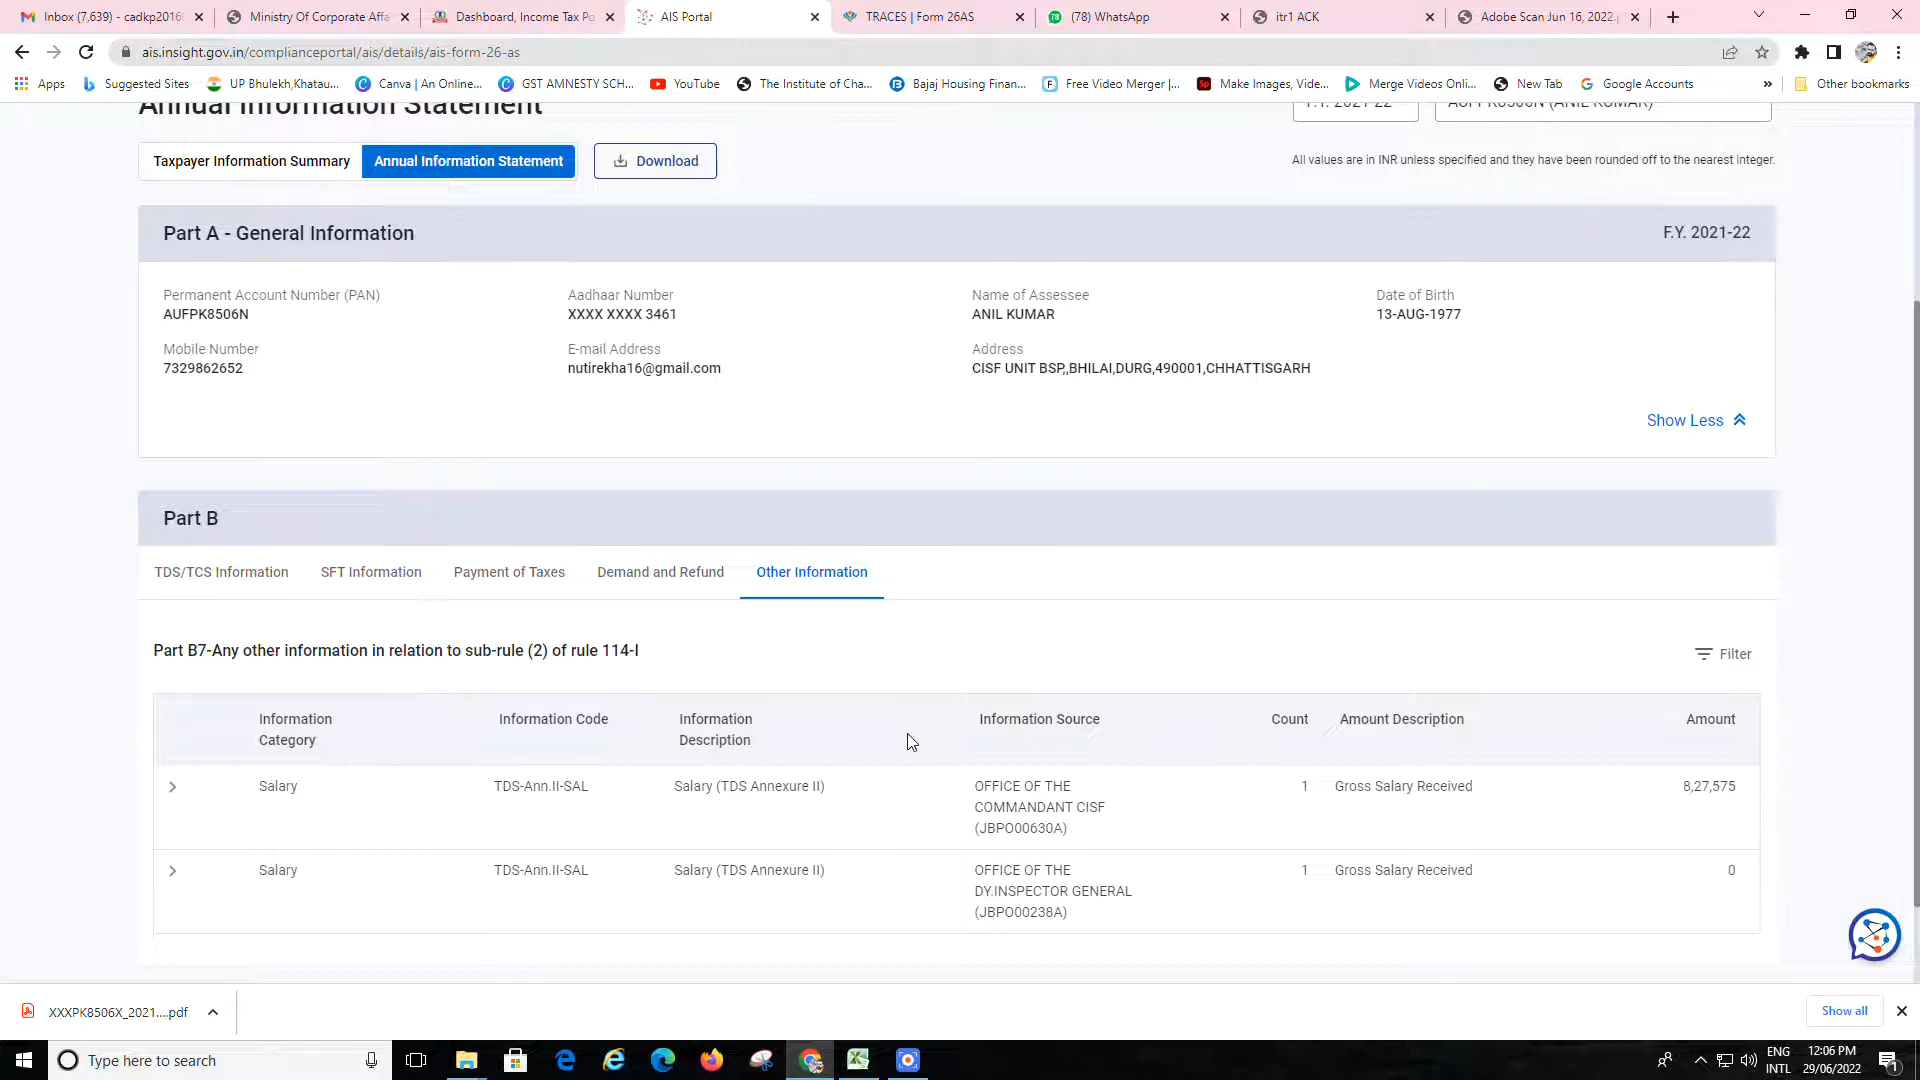 Inbox (7,639) - cadkp2016 Ministry Of Corporate Affa Dashboard, Income Tax Po AIS Portal TRACES | Form 26AS (78) WhatsApp itr1 ACK Adobe Scan Jun 16, 2022.p
ais.insight.gov.in/complianceportal/ais/details/ais-form-26-as
Apps Suggested Sites UP Bhulekh,Khatau... Canva | An Online... GST AMNESTY SCH... YouTube The Institute of Cha... Bajaj Housing Finan... Free Video Merger |... Make Images, Vide... Merge Videos Onli... New Tab Google Accounts » Other bookmarks
Annual Information Statement F.Y. 2021-22 AUFPK8506N (ANIL KUMAR)
Taxpayer Information Summary Annual Information Statement Download All values are in INR unless specified and they have been rounded off to the nearest integer.
Part A - General Information F.Y. 2021-22
Permanent Account Number (PAN) Aadhaar Number Name of Assessee Date of Birth
AUFPK8506N XXXX XXXX 3461 ANIL KUMAR 13-AUG-1977
Mobile Number E-mail Address Address
7329862652 nutirekha16@gmail.com CISF UNIT BSP,,BHILAI,DURG,490001,CHHATTISGARH
Show Less
Part B
TDS/TCS Information SFT Information Payment of Taxes Demand and Refund Other Information
Part B7-Any other information in relation to sub-rule (2) of rule 114-I Filter
Information Information Code Information Information Source Count Amount Description Amount
Category Description
Salary TDS-Ann.II-SAL Salary (TDS Annexure II) OFFICE OF THE 1 Gross Salary Received 8,27,575
COMMANDANT CISF
(JBPO00630A)
Salary TDS-Ann.II-SAL Salary (TDS Annexure II) OFFICE OF THE 1 Gross Salary Received 0
DY.INSPECTOR GENERAL
(JBPO00238A)
XXXPK8506X_2021....pdf Show all
Type here to search ENG 12:06 PM
INTL 29/06/2022 1